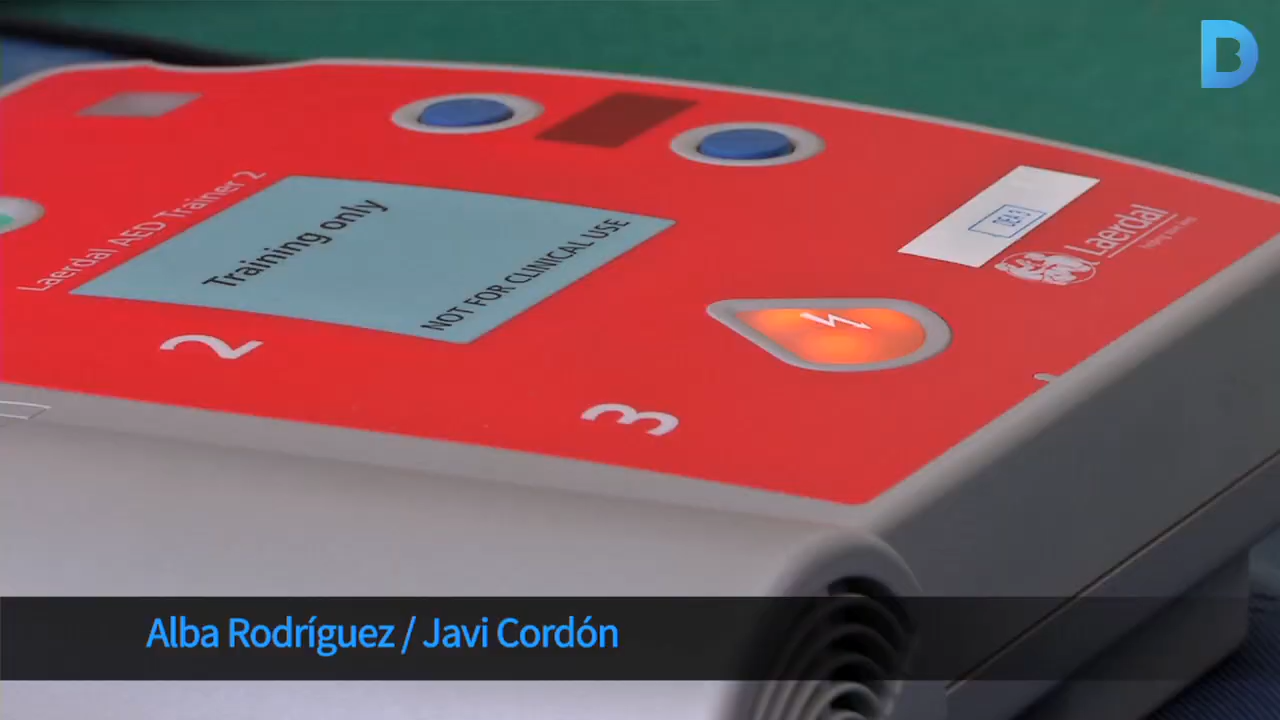 Laerdal AED Trainer 2
Training only
NOT FOR CLINICAL USE
2
3
Laerdal
Alba Rodríguez / Javi Cordón